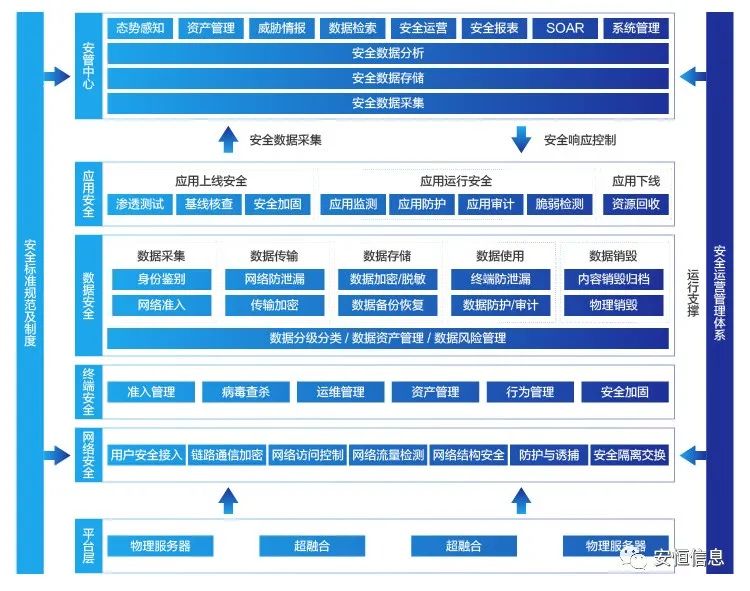 安全标准规范及制度
安管中心
态势感知 资产管理 威胁情报 数据检索 安全运营 安全报表 SOAR 系统管理
安全数据分析
安全数据存储
安全数据采集
安全数据采集 安全响应控制
应用安全
应用上线安全 应用运行安全 应用下线
渗透测试 基线核查 安全加固 应用监测 应用防护 应用审计 脆弱检测 资源回收
数据安全
数据采集 数据传输 数据存储 数据使用 数据销毁
身份鉴别 网络防泄漏 数据加密/脱敏 终端防泄漏 内容销毁归档
网络准入 传输加密 数据备份恢复 数据防护/审计 物理销毁
数据分级分类 / 数据资产管理 / 数据风险管理
终端安全
准入管理 病毒查杀 运维管理 资产管理 行为管理 安全加固
网络安全
用户安全接入 链路通信加密 网络访问控制 网络流量检测 网络结构安全 防护与诱捕 安全隔离交换
平台层
物理服务器 超融合 超融合 物理服务器
运行支撑
安全运营管理体系
安恒信息